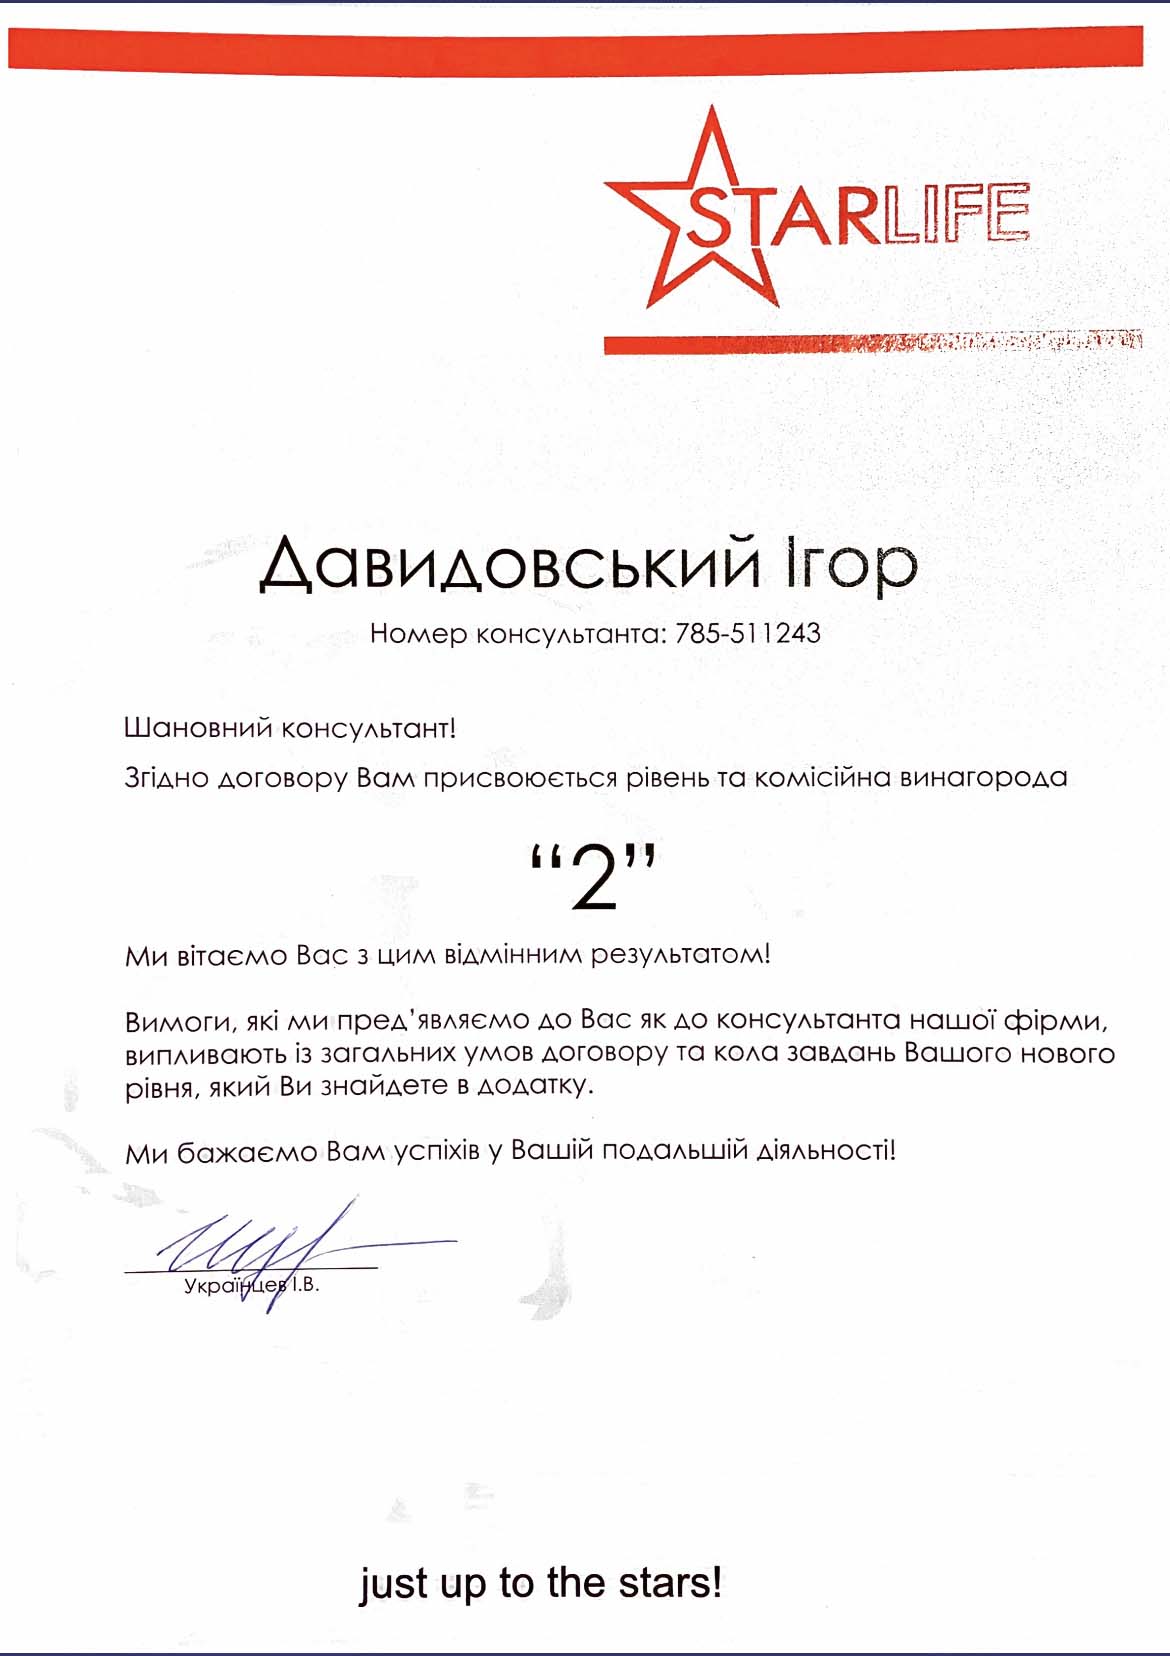 STARLIFE
Давидовський Ігор
Номер консультанта: 785-511243
Шановний консультант!
Згідно договору Вам присвоюється рівень та комісійна винагорода
“2”
Ми вітаємо Вас з цим відмінним результатом!
Вимоги, які ми пред’являємо до Вас як до консультанта нашої фірми,
випливають із загальних умов договору та кола завдань Вашого нового
рівня, який Ви знайдете в додатку.
Ми бажаємо Вам успіхів у Вашій подальшій діяльності!
Українцев І.В.
just up to the stars!